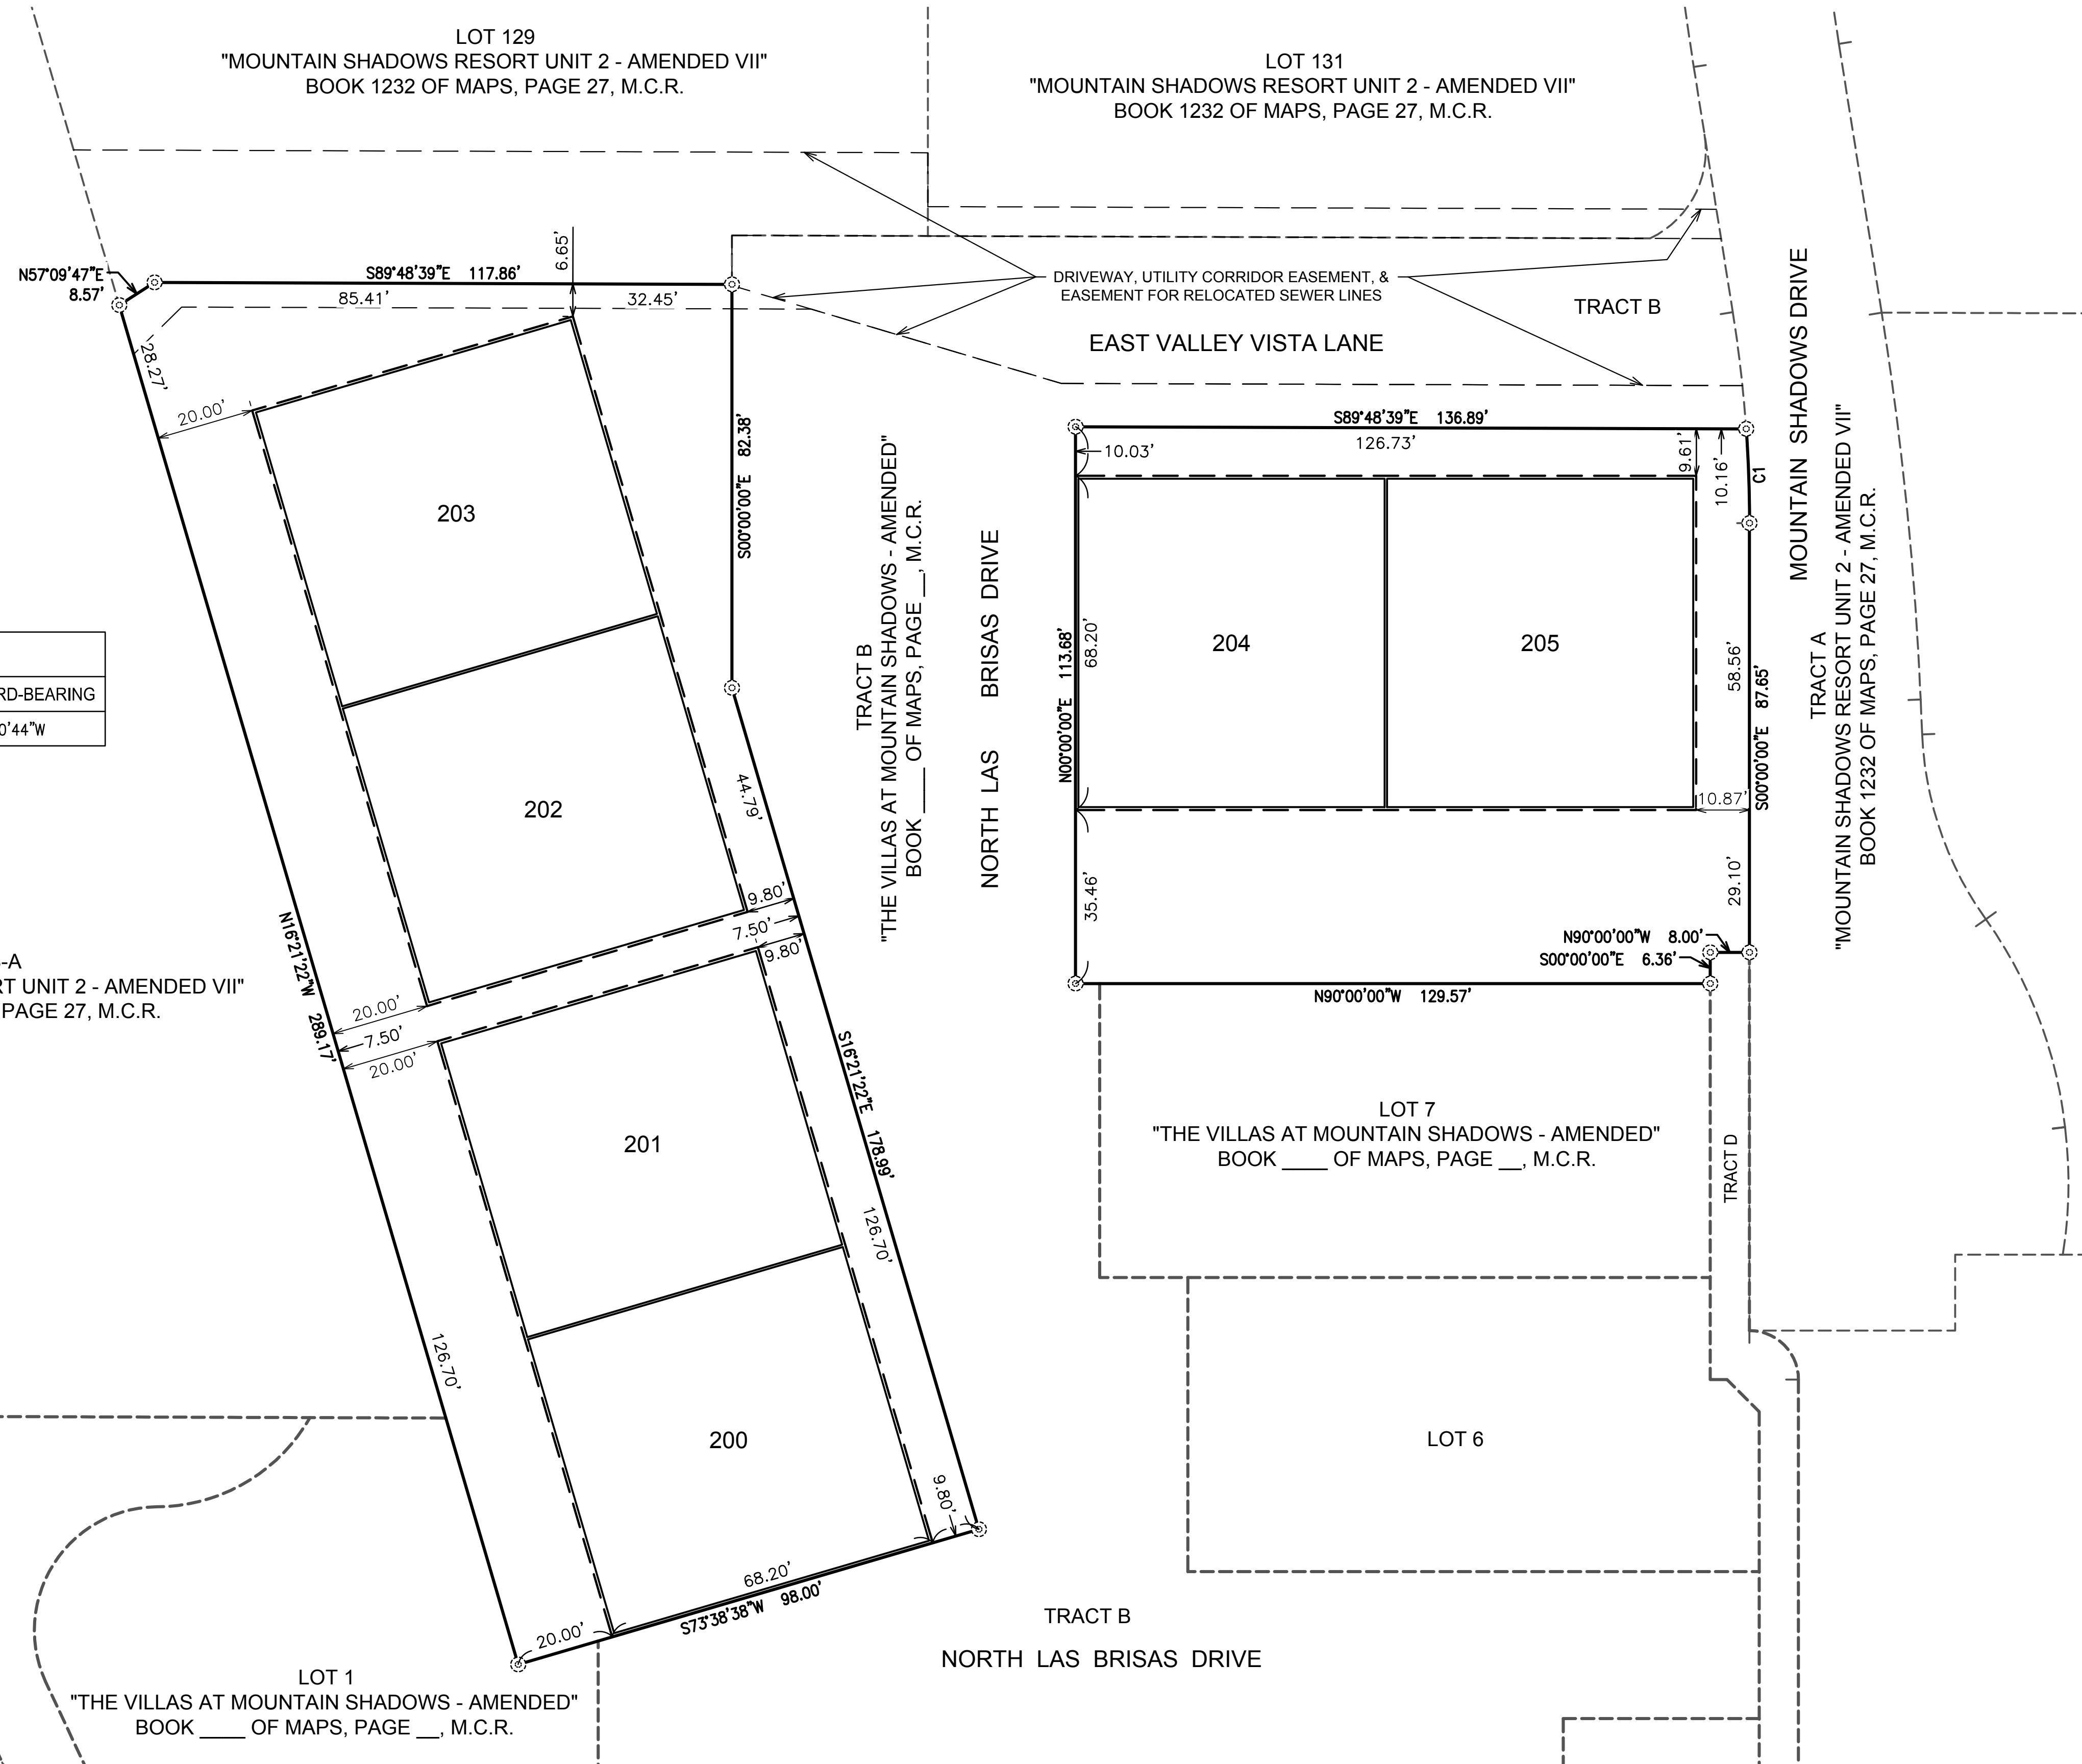 LOT 129
"MOUNTAIN SHADOWS RESORT UNIT 2 - AMENDED VII"
BOOK 1232 OF MAPS, PAGE 27, M.C.R.
LOT 131
"MOUNTAIN SHADOWS RESORT UNIT 2 - AMENDED VII"
BOOK 1232 OF MAPS, PAGE 27, M.C.R.
N57°09'47"E
8.57'
S89°48'39"E 117.86'
6.65'
85.41'
32.45'
DRIVEWAY, UTILITY CORRIDOR EASEMENT, &
EASEMENT FOR RELOCATED SEWER LINES
TRACT B
EAST VALLEY VISTA LANE
MOUNTAIN SHADOWS DRIVE
TRACT A
"MOUNTAIN SHADOWS RESORT UNIT 2 - AMENDED VII"
BOOK 1232 OF MAPS, PAGE 27, M.C.R.
28.27'
20.00'
203
S00°00'00"E 82.38'
TRACT B
"THE VILLAS AT MOUNTAIN SHADOWS - AMENDED"
BOOK ____ OF MAPS, PAGE __, M.C.R.
NORTH LAS BRISAS DRIVE
S89°48'39"E 136.89'
126.73'
10.03'
9.61'
10.16'
C1
N00°00'00"E 113.68'
68.20'
204
205
58.56'
S00°00'00"E 87.65'
10.87'
35.46'
29.10'
N90°00'00"W 8.00'
S00°00'00"E 6.36'
N90°00'00"W 129.57'
RD-BEARING
0'44"W
202
44.79'
9.80'
7.50'
9.80'
-A
RT UNIT 2 - AMENDED VII"
PAGE 27, M.C.R.
N16°21'22"W 289.17'
20.00'
7.50'
20.00'
201
S16°21'22"E 178.99'
126.70'
LOT 7
"THE VILLAS AT MOUNTAIN SHADOWS - AMENDED"
BOOK ____ OF MAPS, PAGE __, M.C.R.
TRACT D
126.70'
200
9.80'
LOT 6
68.20'
S73°38'38"W 98.00'
20.00'
TRACT B
NORTH LAS BRISAS DRIVE
LOT 1
"THE VILLAS AT MOUNTAIN SHADOWS - AMENDED"
BOOK ____ OF MAPS, PAGE __, M.C.R.